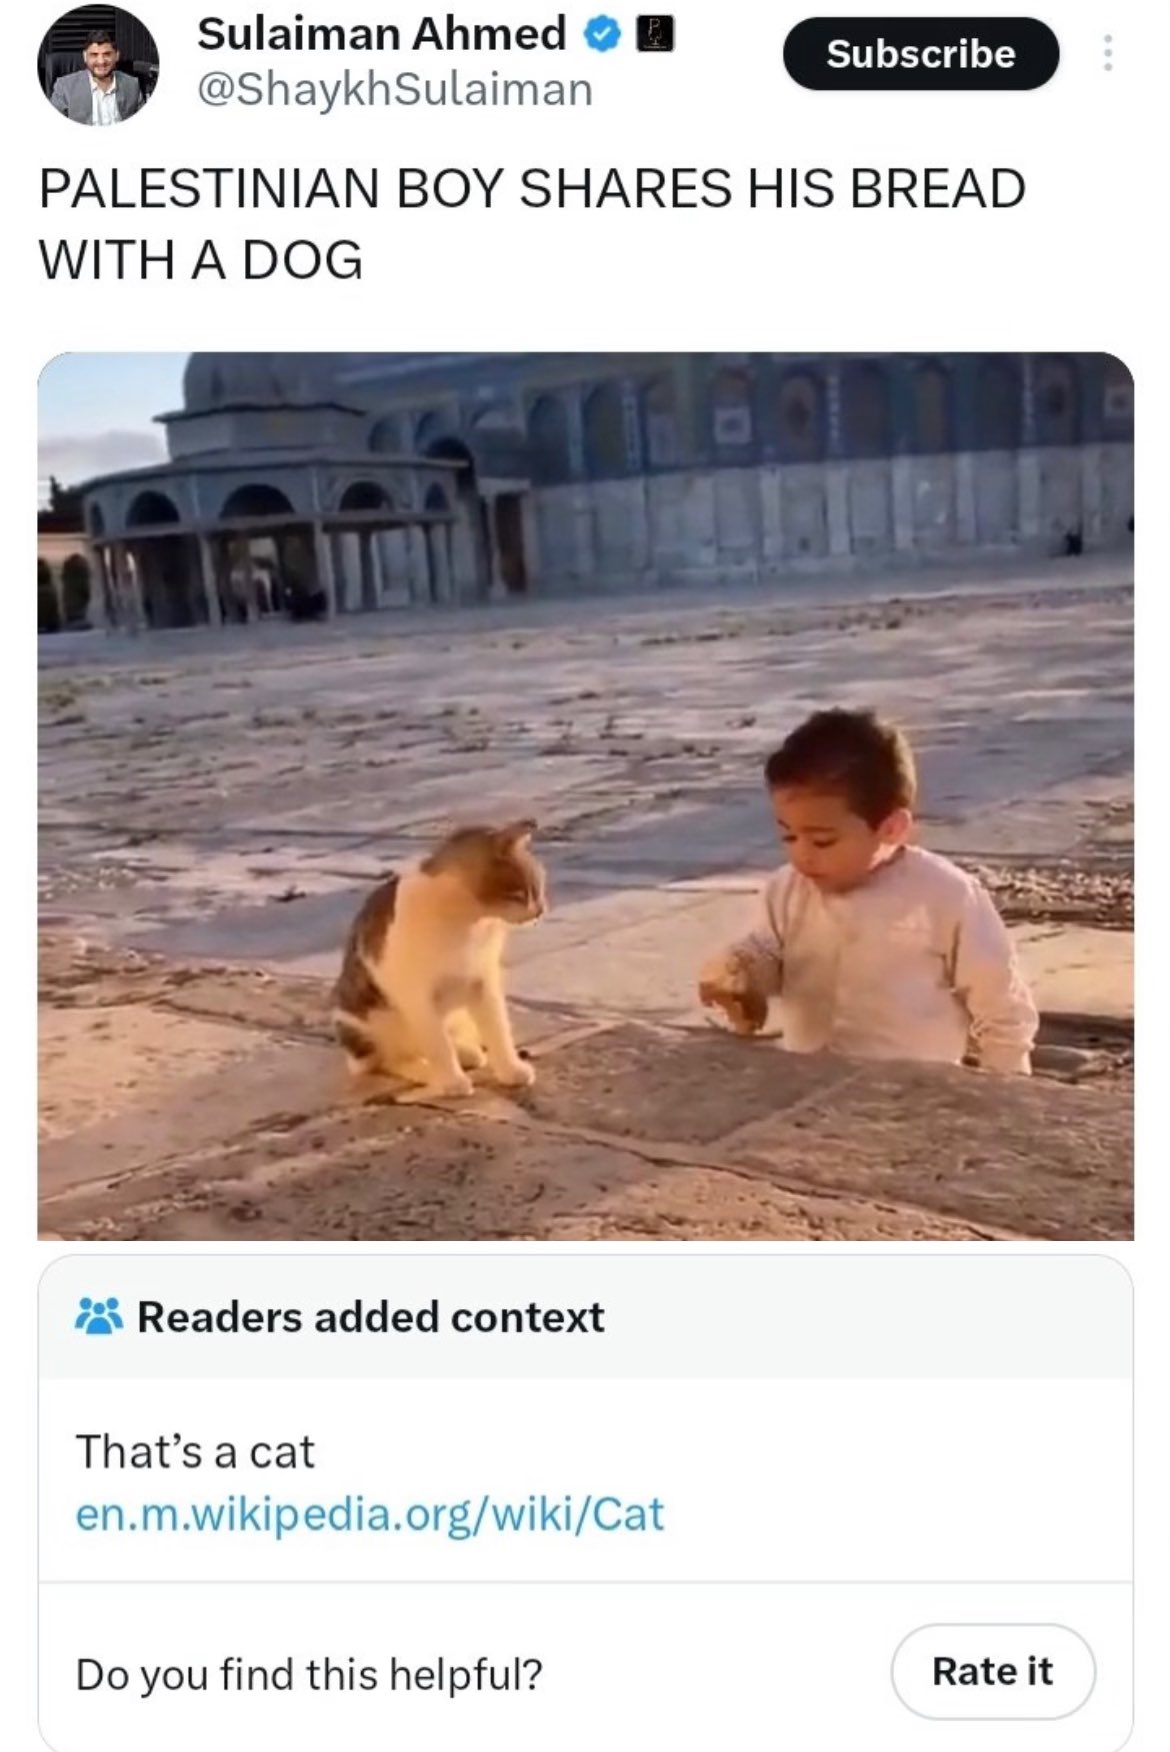 Sulaiman Ahmed
Subscribe
@ShaykhSulaiman
PALESTINIAN BOY SHARES HIS BREAD
WITH A DOG
Readers added context
That’s a cat
en.m.wikipedia.org/wiki/Cat
Do you find this helpful?
Rate it